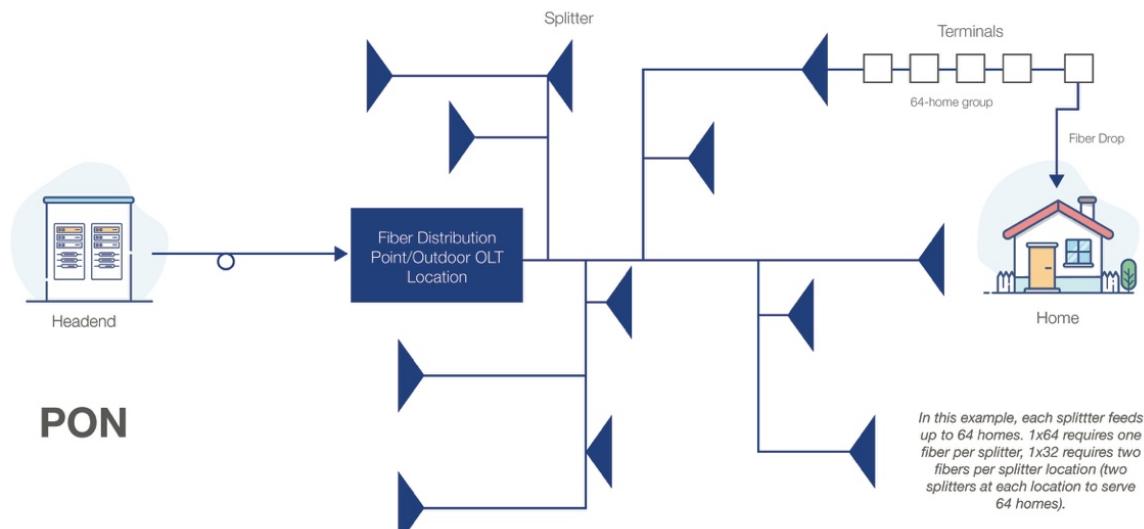 Splitter
Terminals
64-home group
Fiber Drop
Fiber Distribution
Point/Outdoor OLT
Location
Headend
Home
PON
In this example, each splittter feeds
up to 64 homes. 1x64 requires one
fiber per splitter, 1x32 requires two
fibers per splitter location (two
splitters at each location to serve
64 homes).